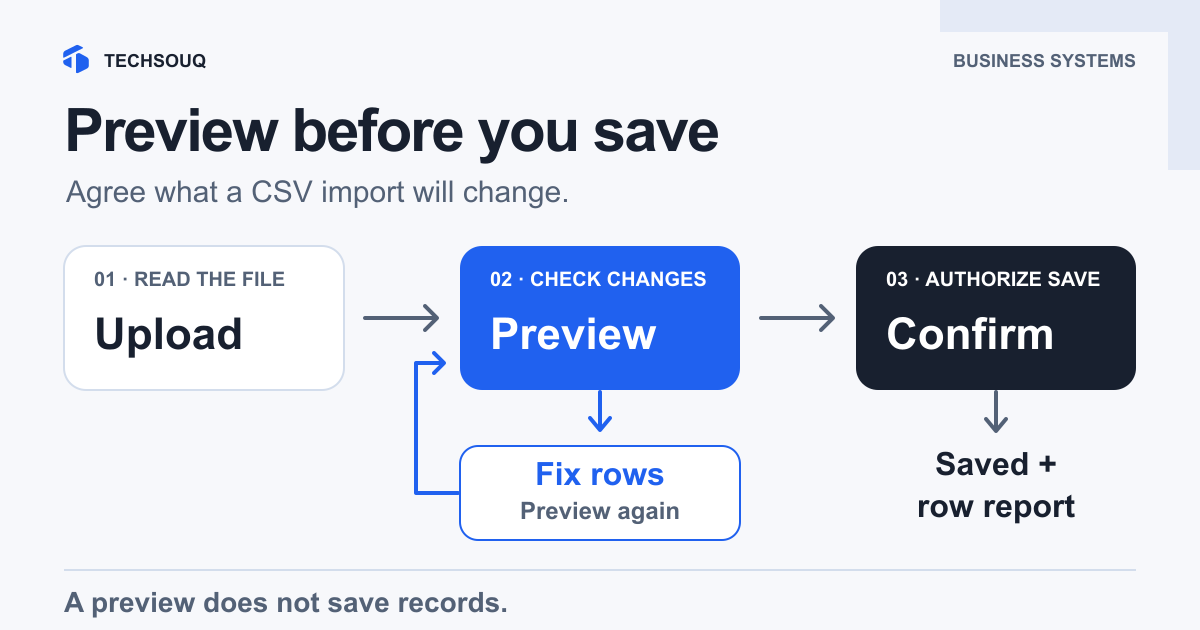 TECHSOUQ
BUSINESS SYSTEMS
Preview before you save
Agree what a CSV import will change.
01 · READ THE FILE
Upload
02 · CHECK CHANGES
Preview
03 · AUTHORIZE SAVE
Confirm
Fix rows
Preview again
Saved +
row report
A preview does not save records.